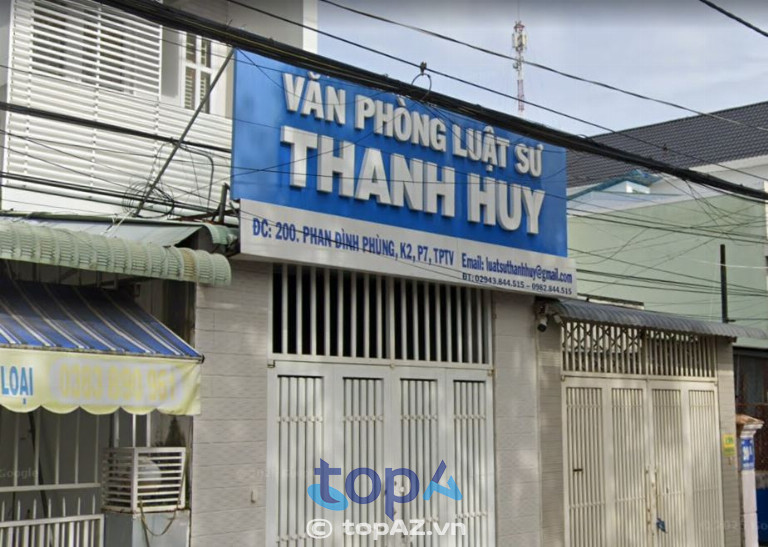 VĂN PHÒNG LUẬT SƯ
THANH HUY
ĐC: 200. PHAN ĐÌNH PHÙNG, K2, P7, TPTV
Email: luatsuthanhhuy@gmail.com
ĐT: 02943.844.515 - 0982.844.515
LOẠI
topA
© topAZ.vn